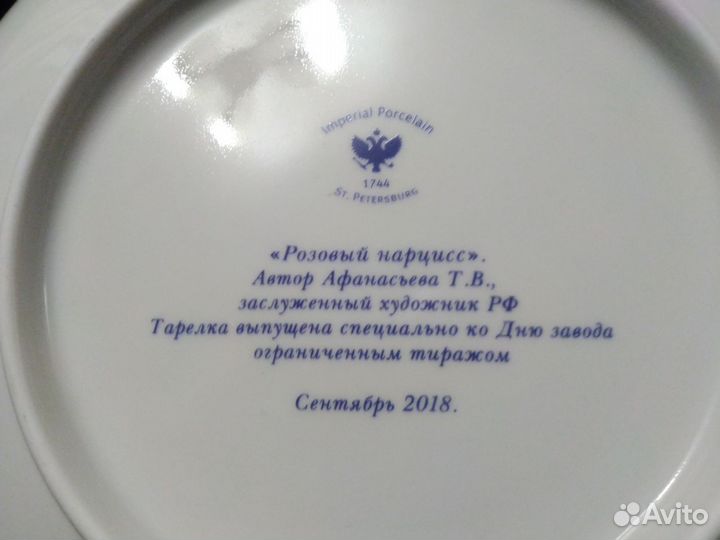 Imperial Porcelain
1744
St. Petersburg
«Розовый нарцисс».
Автор Афанасьева Т.В.,
заслуженный художник РФ
Тарелка выпущена специально ко Дню завода
ограниченным тиражом
Сентябрь 2018.
Avito